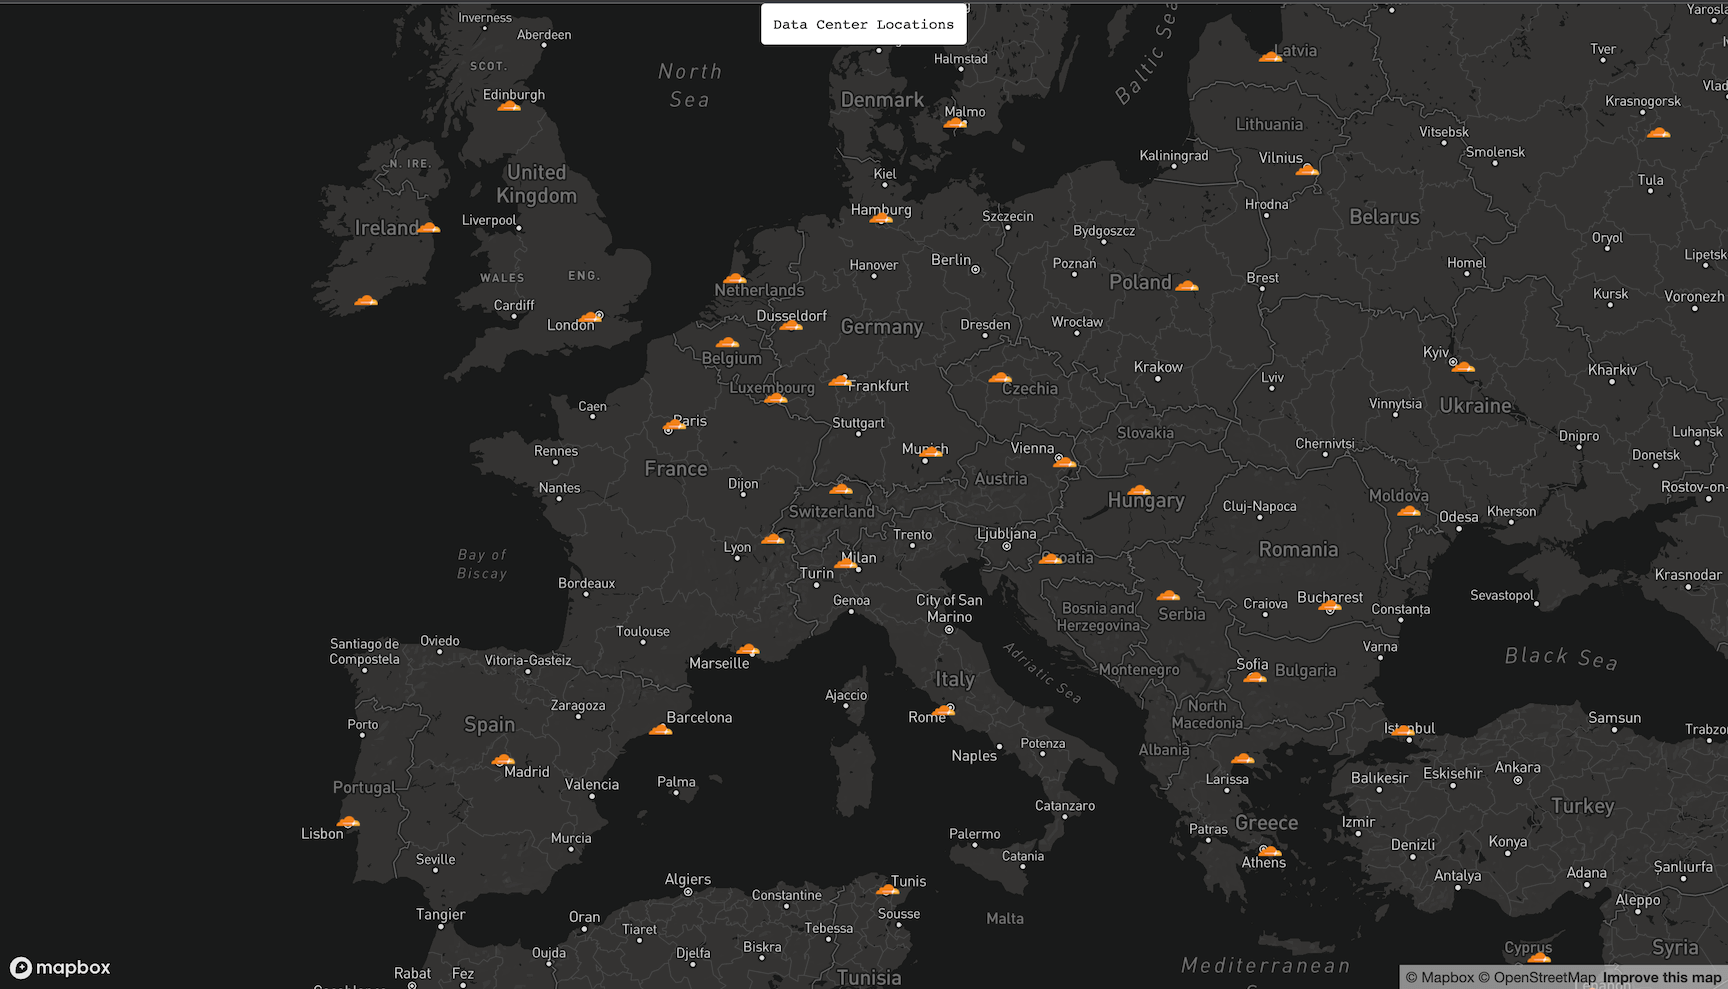 Data Center Locations
Inverness
Aberdeen
SCOT.
Edinburgh
North
Sea
Denmark
Halmstad
Malmo
Baltic Sea
Latvia
Lithuania
Vilnius
Kaliningrad
Tver
Krasnogorsk
Vitsebsk
Smolensk
Tula
N. IRE.
United
Kingdom
Ireland
Liverpool
WALES
ENG.
Cardiff
London
Kiel
Hamburg
Szczecin
Bydgoszcz
Hrodna
Belarus
Oryol
Lipetsk
Hanover
Berlin
Poznań
Poland
Brest
Homel
Kursk
Voronezh
Netherlands
Dusseldorf
Germany
Dresden
Wrocław
Belgium
Luxembourg
Frankfurt
Czechia
Krakow
Lviv
Kyiv
Kharkiv
Vinnytsia
Ukraine
Caen
Paris
Stuttgart
Slovakia
Chernivtsi
Dnipro
Luhansk
Donetsk
Rennes
France
Munich
Vienna
Austria
Nantes
Dijon
Switzerland
Hungary
Cluj-Napoca
Moldova
Rostov-on-
Odesa
Kherson
Bay of
Biscay
Lyon
Trento
Ljubljana
Milan
Turin
Croatia
Romania
Krasnodar
Bordeaux
Genoa
City of San
Marino
Bosnia and
Herzegovina
Serbia
Craiova
Bucharest
Constanța
Sevastopol
Santiago de
Compostela
Oviedo
Vitoria-Gasteiz
Toulouse
Marseille
Adriatic Sea
Montenegro
Sofia
Bulgaria
Varna
Black Sea
Italy
Ajaccio
Zaragoza
Barcelona
Rome
North
Macedonia
Porto
Spain
Naples
Potenza
Albania
Istanbul
Samsun
Madrid
Portugal
Valencia
Palma
Larissa
Balıkesir
Eskisehir
Ankara
Catanzaro
Turkey
Lisbon
Murcia
Palermo
Patras
Greece
Izmir
Seville
Catania
Athens
Denizli
Konya
Antalya
Adana
Şanlıurfa
Algiers
Tunis
Constantine
Aleppo
Tangier
Oran
Sousse
Malta
Tiaret
Tebessa
Oujda
Djelfa
Biskra
Cyprus
Syria
Mediterranean
Rabat
Fez
Tunisia
mapbox
© Mapbox © OpenStreetMap Improve this map